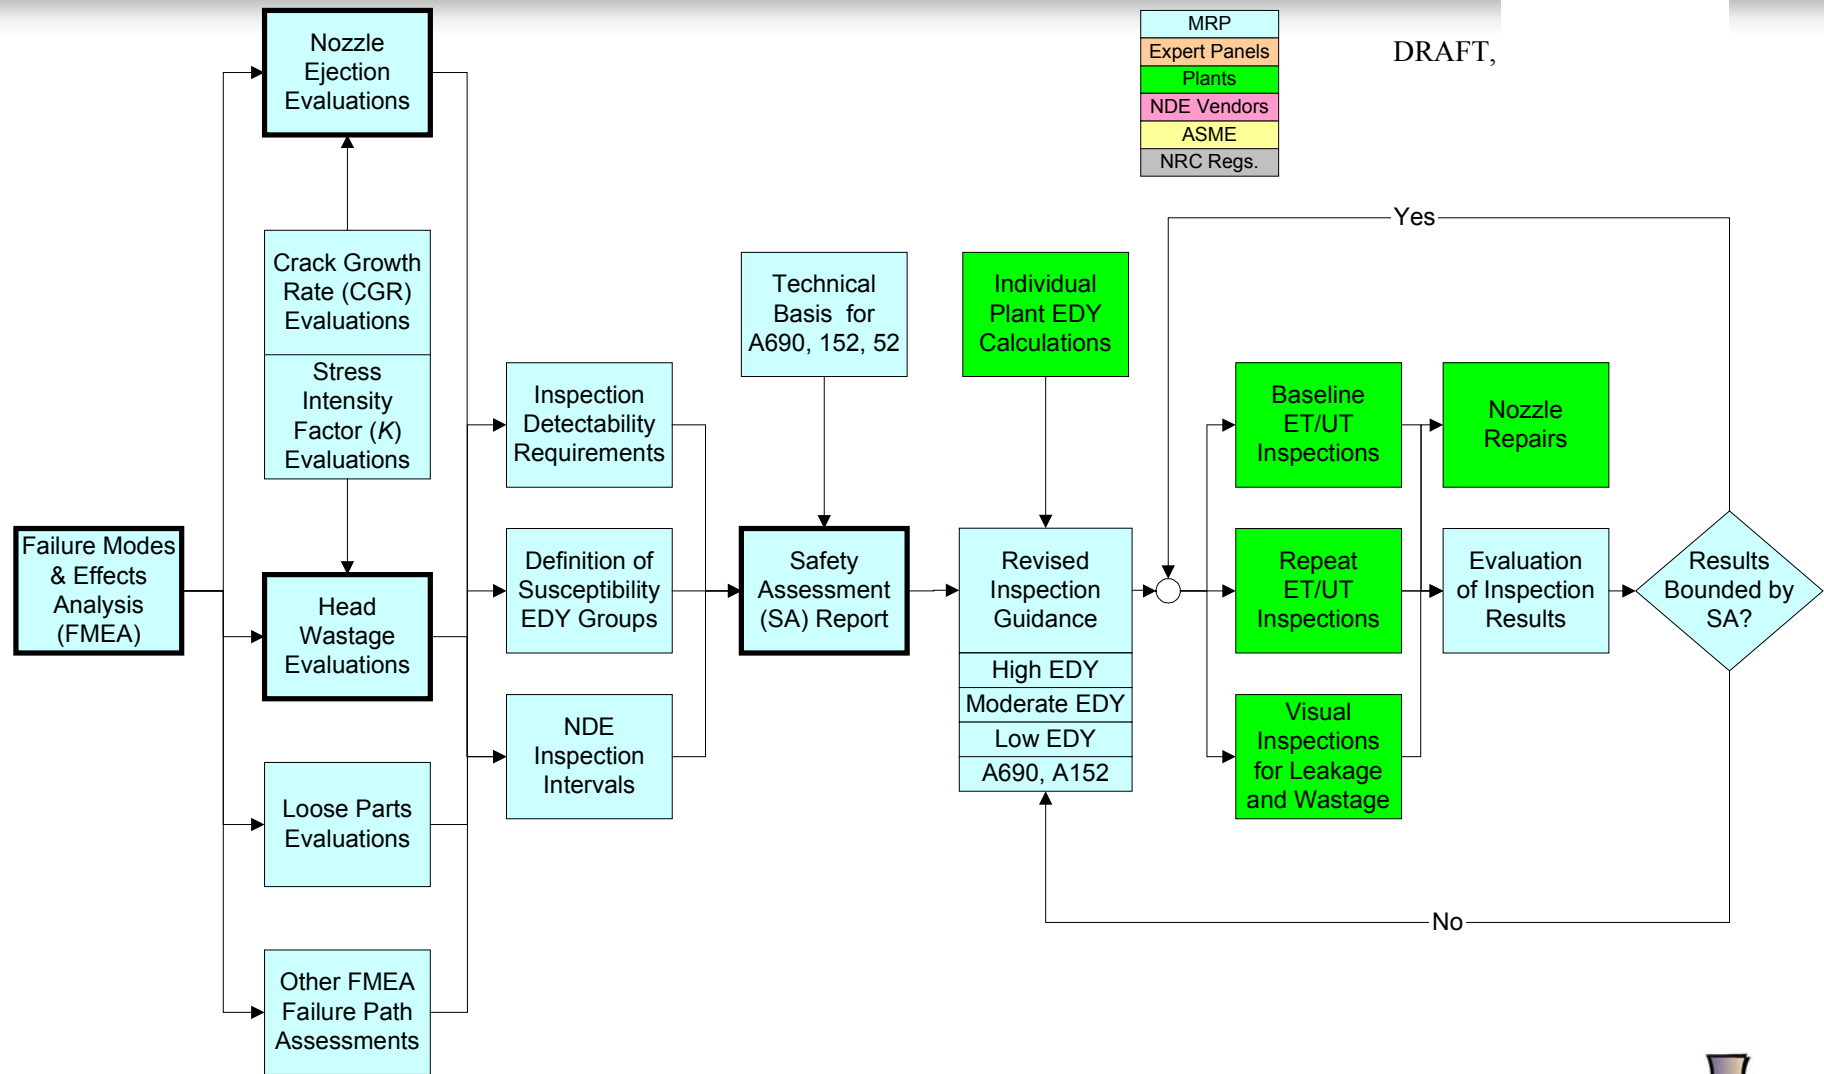 MRP
Expert Panels
Plants
NDE Vendors
ASME
NRC Regs.
DRAFT,
Nozzle
Ejection
Evaluations
Crack Growth
Rate (CGR)
Evaluations
Stress
Intensity
Factor (K)
Evaluations
Failure Modes
& Effects
Analysis
(FMEA)
Head
Wastage
Evaluations
Loose Parts
Evaluations
Other FMEA
Failure Path
Assessments
Inspection
Detectability
Requirements
Definition of
Susceptibility
EDY Groups
NDE
Inspection
Intervals
Technical
Basis for
A690, 152, 52
Safety
Assessment
(SA) Report
Individual
Plant EDY
Calculations
Revised
Inspection
Guidance
High EDY
Moderate EDY
Low EDY
A690, A152
Baseline
ET/UT
Inspections
Repeat
ET/UT
Inspections
Visual
Inspections
for Leakage
and Wastage
Nozzle
Repairs
Evaluation
of Inspection
Results
Results
Bounded by
SA?
Yes
No